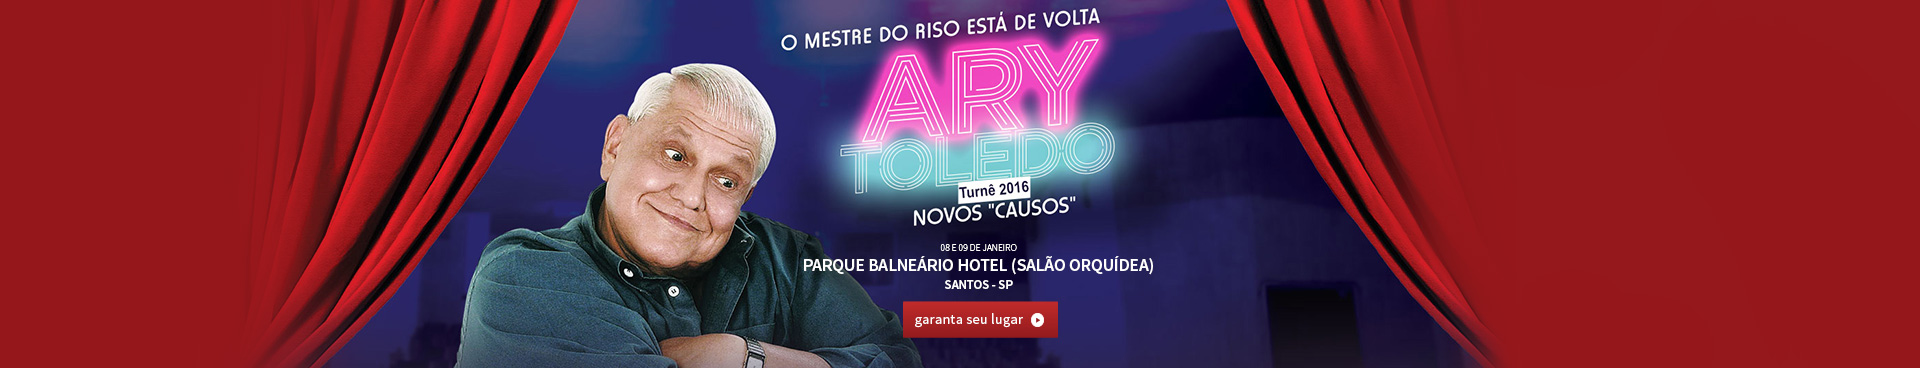 O MESTRE DO RISO ESTÁ DE VOLTA
ARY
TOLEDO
Turnê 2016
NOVOS "CAUSOS"
08 E 09 DE JANEIRO
PARQUE BALNEÁRIO HOTEL (SALÃO ORQUÍDEA)
SANTOS - SP
garanta seu lugar